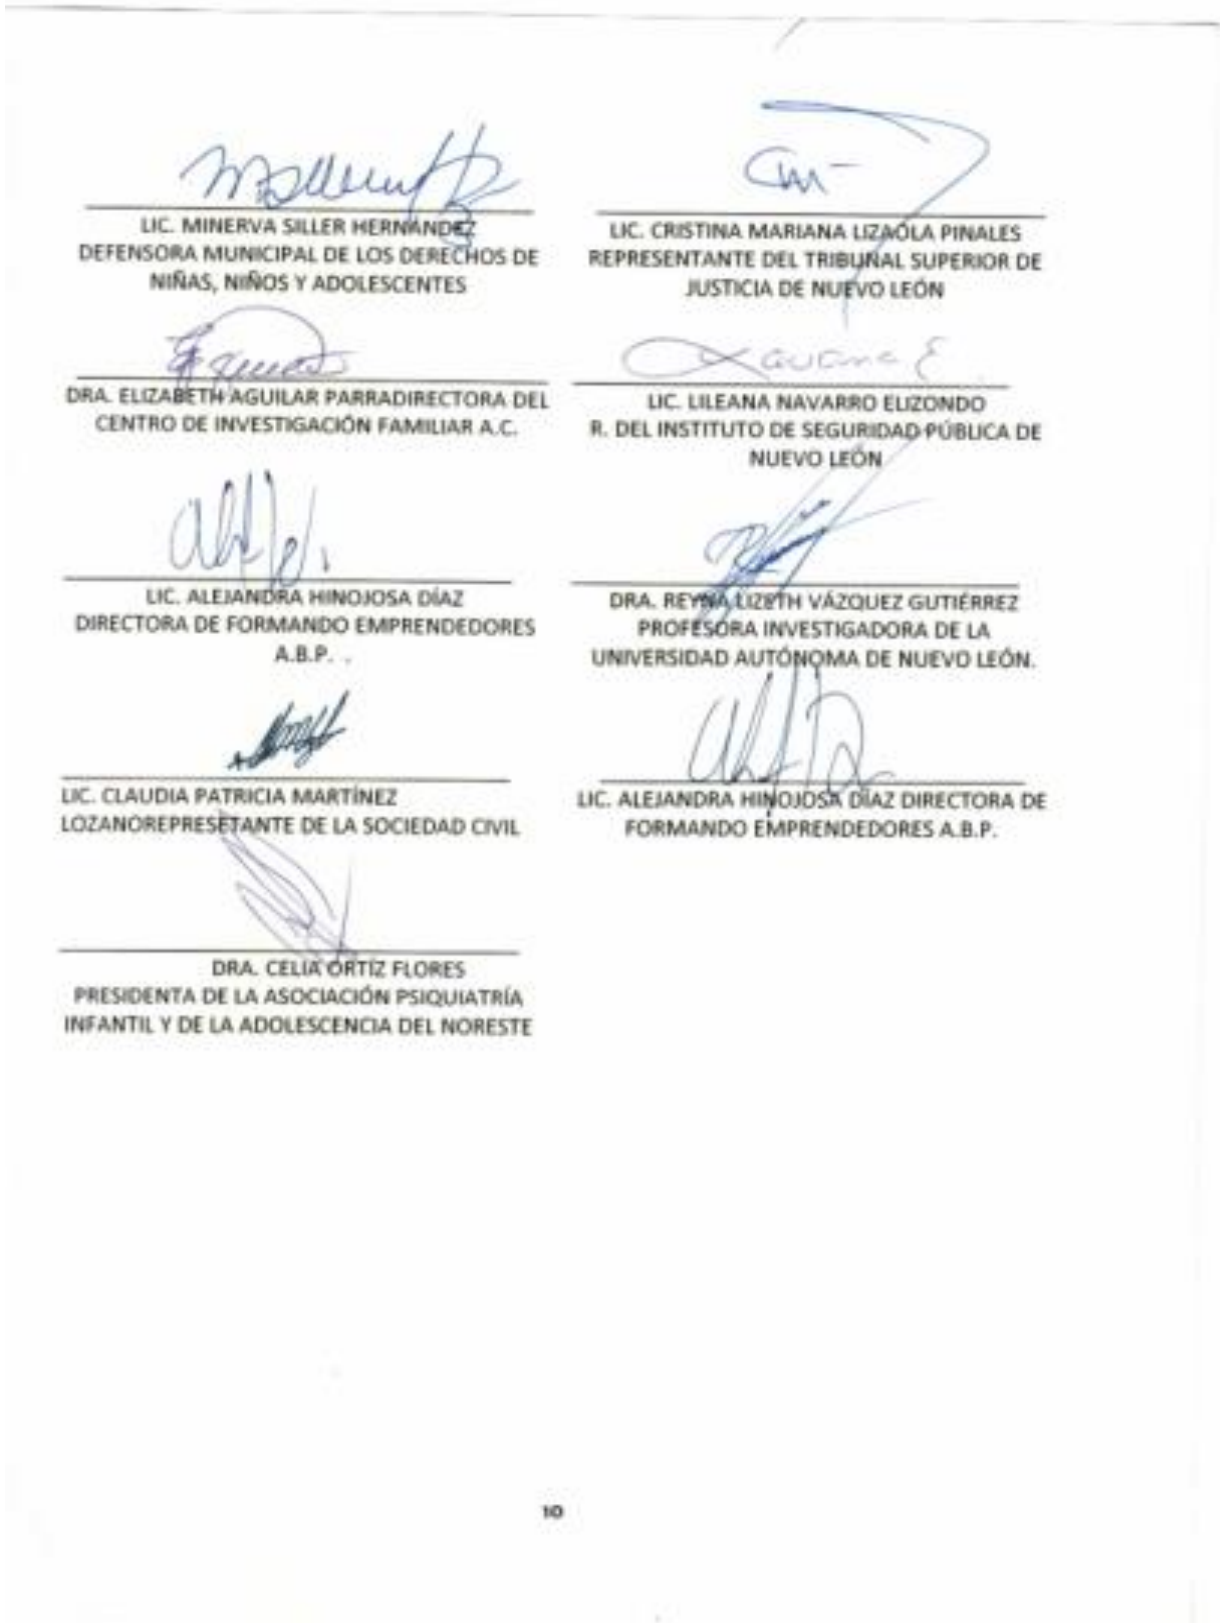 LIC. MINERVA SILLER HERNÁNDEZ
DEFENSORA MUNICIPAL DE LOS DERECHOS DE
NIÑAS, NIÑOS Y ADOLESCENTES
LIC. CRISTINA MARIANA LIZAOLA PINALES
REPRESENTANTE DEL TRIBUNAL SUPERIOR DE
JUSTICIA DE NUEVO LEÓN
DRA. ELIZABETH AGUILAR PARRADIRECTORA DEL
CENTRO DE INVESTIGACIÓN FAMILIAR A.C.
LIC. LILEANA NAVARRO ELIZONDO
R. DEL INSTITUTO DE SEGURIDAD PÚBLICA DE
NUEVO LEÓN
LIC. ALEJANDRA HINOJOSA DÍAZ
DIRECTORA DE FORMANDO EMPRENDEDORES
A.B.P. .
DRA. REYNA LIZETH VÁZQUEZ GUTIÉRREZ
PROFESORA INVESTIGADORA DE LA
UNIVERSIDAD AUTÓNOMA DE NUEVO LEÓN.
LIC. CLAUDIA PATRICIA MARTÍNEZ
LOZANOREPRESETANTE DE LA SOCIEDAD CIVIL
LIC. ALEJANDRA HINOJOSA DÍAZ DIRECTORA DE
FORMANDO EMPRENDEDORES A.B.P.
DRA. CELIA ORTIZ FLORES
PRESIDENTA DE LA ASOCIACIÓN PSIQUIATRÍA
INFANTIL Y DE LA ADOLESCENCIA DEL NORESTE
10